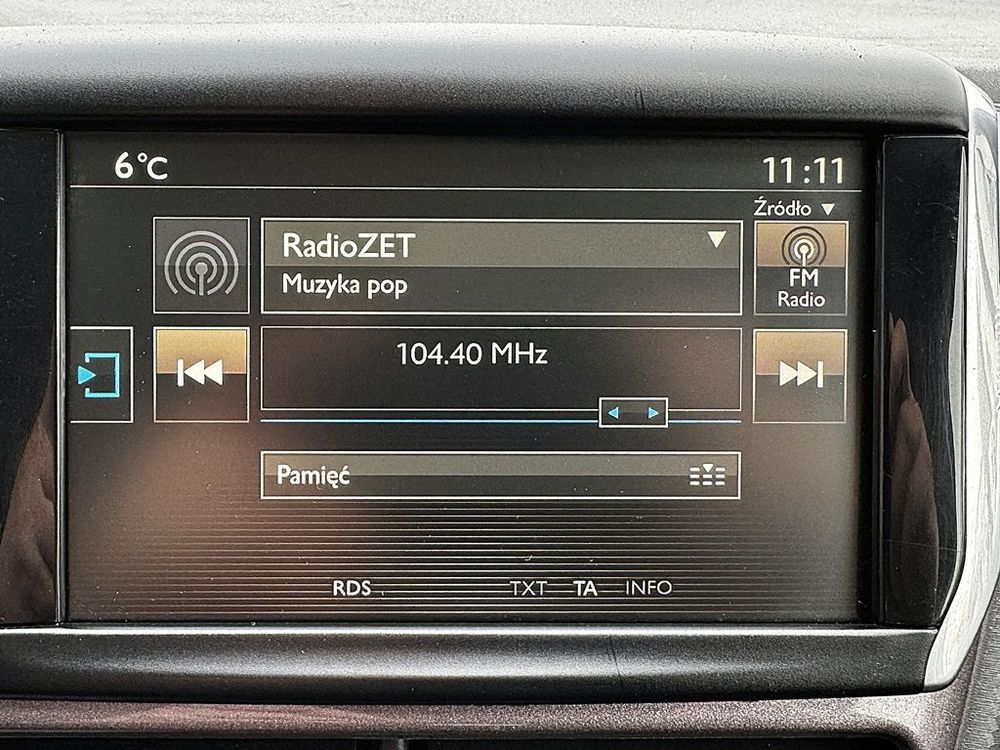 6°C
11:11
Źródło
RadioZET
Muzyka pop
FM
Radio
104.40 MHz
Pamięć
RDS TXT TA INFO